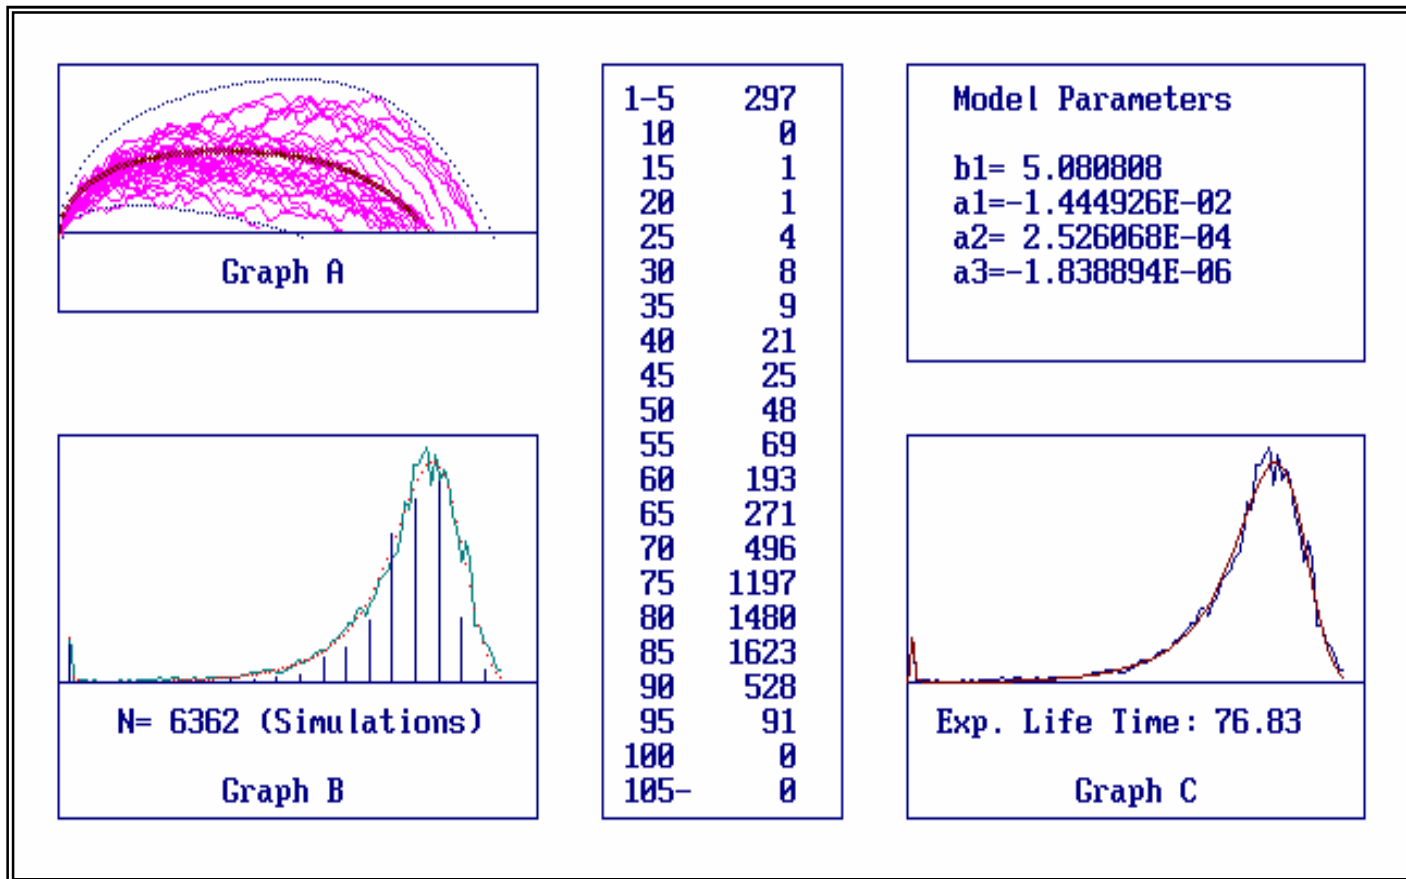 Graph A
N= 6362 (Simulations)
Graph B
1-5 297
10 0
15 1
20 1
25 4
30 8
35 9
40 21
45 25
50 48
55 69
60 193
65 271
70 496
75 1197
80 1480
85 1623
90 528
95 91
100 0
105- 0
Model Parameters
b1= 5.080808
a1=-1.444926E-02
a2= 2.526068E-04
a3=-1.838894E-06
Exp. Life Time: 76.83
Graph C